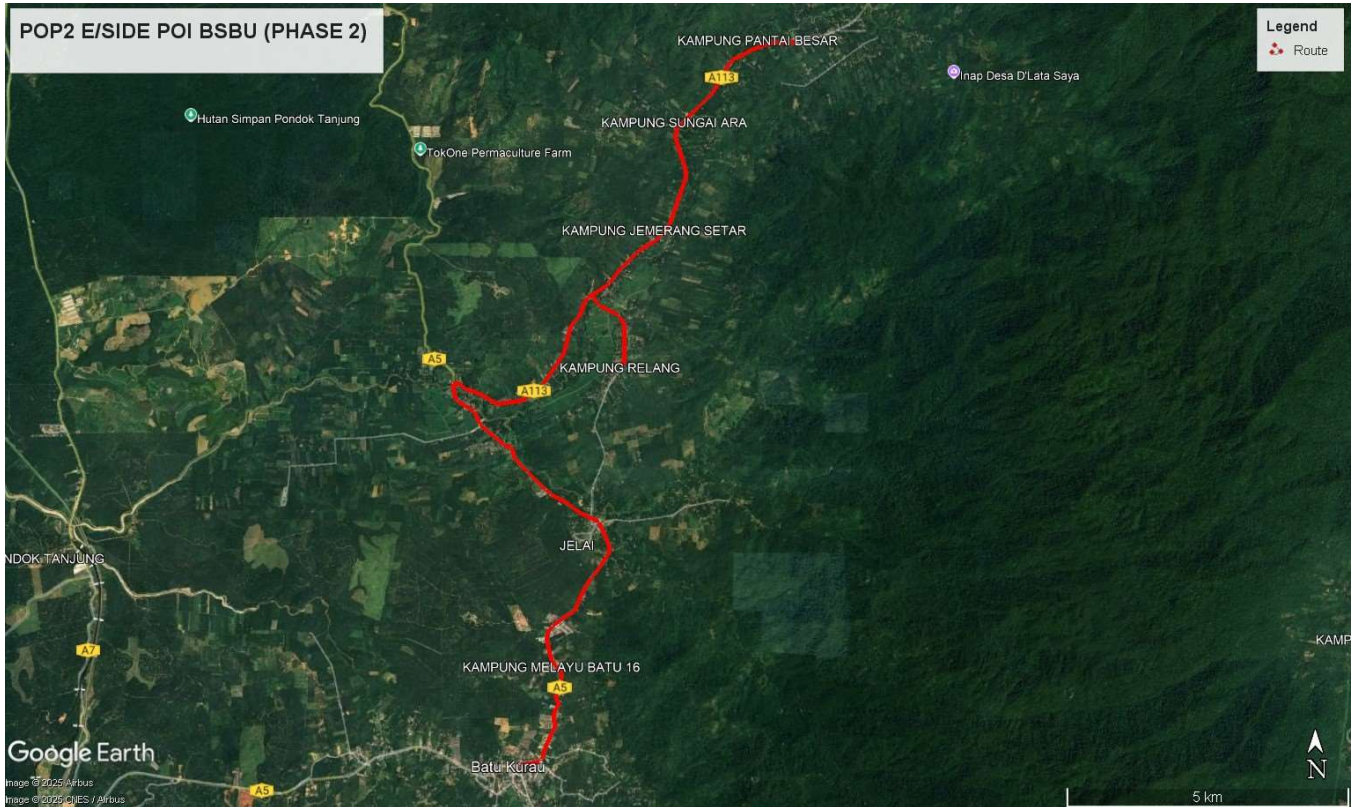 POP2 E/SIDE POI BSBU (PHASE 2)
Legend
Route
KAMPUNG PANTAI BESAR
A113
Inap Desa D'Lata Saya
Hutan Simpan Pondok Tanjung
KAMPUNG SUNGAI ARA
TokOne Permaculture Farm
KAMPUNG JEMERANG SETAR
A5
KAMPUNG RELANG
A113
JELAI
NDOK TANJUNG
KAMP
A7
KAMPUNG MELAYU BATU 16
A5
Google Earth
Batu Kurau
N
Image © 2025 Airbus
A5
Image © 2025 CNES / Airbus
5 km